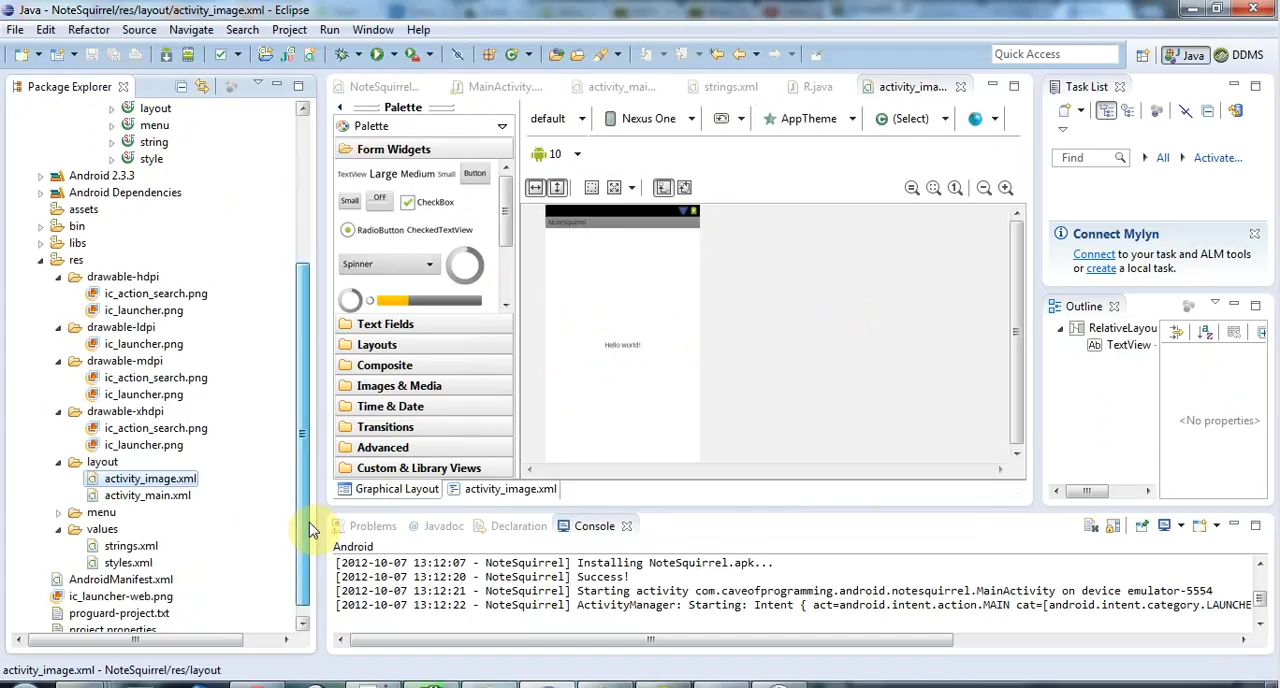 Java - NoteSquirrel/res/layout/activity_image.xml - Eclipse
File Edit Refactor Source Navigate Search Project Run Window Help
Quick Access Java DDMS
Package Explorer
NoteSquirrel... MainActivity.... activity_mai... strings.xml R.java activity_ima...
Task List
layout
menu
string
style
Android 2.3.3
Android Dependencies
assets
bin
libs
res
drawable-hdpi
ic_action_search.png
ic_launcher.png
drawable-ldpi
ic_launcher.png
drawable-mdpi
ic_action_search.png
ic_launcher.png
drawable-xhdpi
ic_action_search.png
ic_launcher.png
layout
activity_image.xml
activity_main.xml
menu
values
strings.xml
styles.xml
AndroidManifest.xml
ic_launcher-web.png
proguard-project.txt
project.properties
Palette
Palette
Form Widgets
TextView Large Medium Small Button
Small OFF CheckBox
RadioButton CheckedTextView
Spinner
Text Fields
Layouts
Composite
Images & Media
Time & Date
Transitions
Advanced
Custom & Library Views
default Nexus One AppTheme (Select)
10
NoteSquirrel
Hello world!
Graphical Layout activity_image.xml
Find All Activate...
Connect Mylyn
Connect to your task and ALM tools
or create a local task.
Outline
RelativeLayou
Ab TextView -
<No properties>
Problems @ Javadoc Declaration Console
Android
[2012-10-07 13:12:07 - NoteSquirrel] Installing NoteSquirrel.apk...
[2012-10-07 13:12:20 - NoteSquirrel] Success!
[2012-10-07 13:12:21 - NoteSquirrel] Starting activity com.caveofprogramming.android.notesquirrel.MainActivity on device emulator-5554
[2012-10-07 13:12:22 - NoteSquirrel] ActivityManager: Starting: Intent { act=android.intent.action.MAIN cat=[android.intent.category.LAUNCHE
activity_image.xml - NoteSquirrel/res/layout